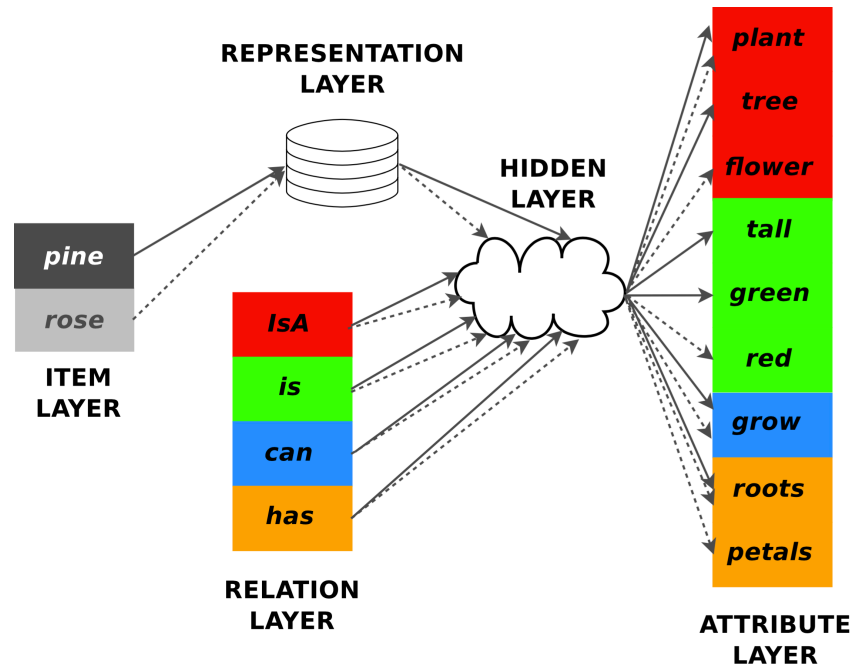 REPRESENTATION
LAYER
HIDDEN
LAYER
pine
rose
ITEM
LAYER
IsA
is
can
has
RELATION
LAYER
plant
tree
flower
tall
green
red
grow
roots
petals
ATTRIBUTE
LAYER